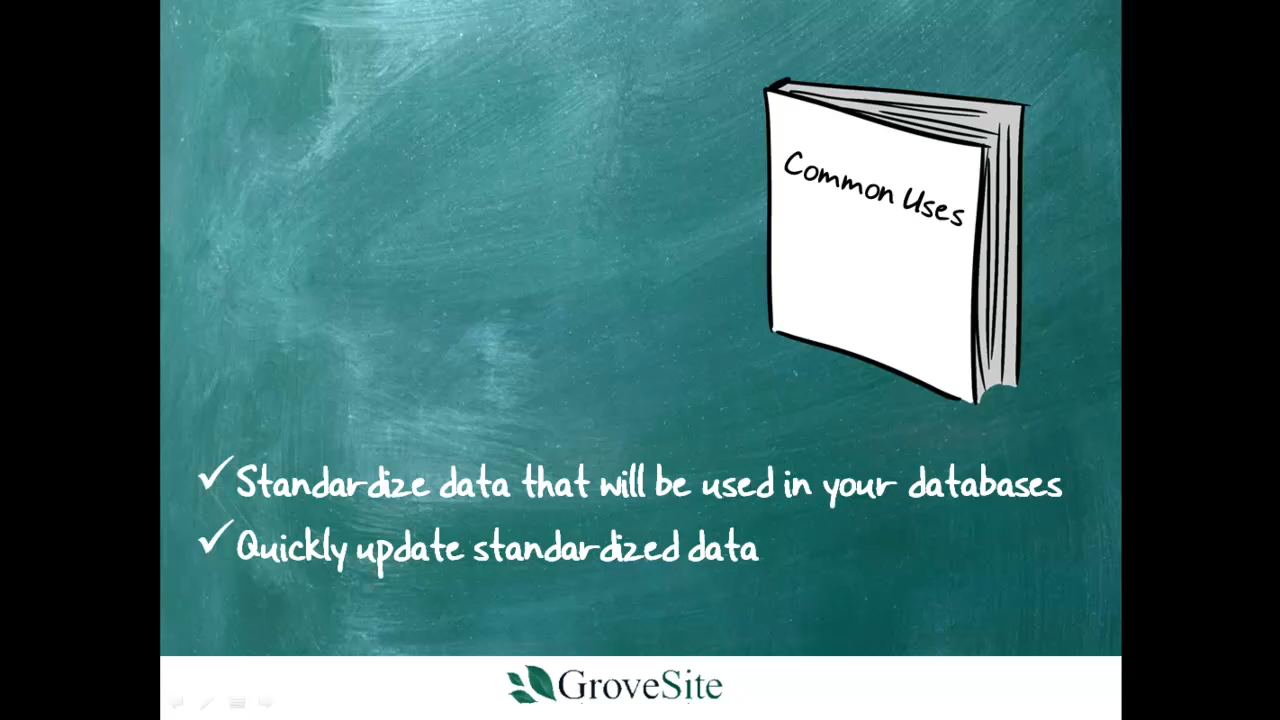 Common Uses
✓ Standardize data that will be used in your databases
✓ Quickly update standardized data
GroveSite